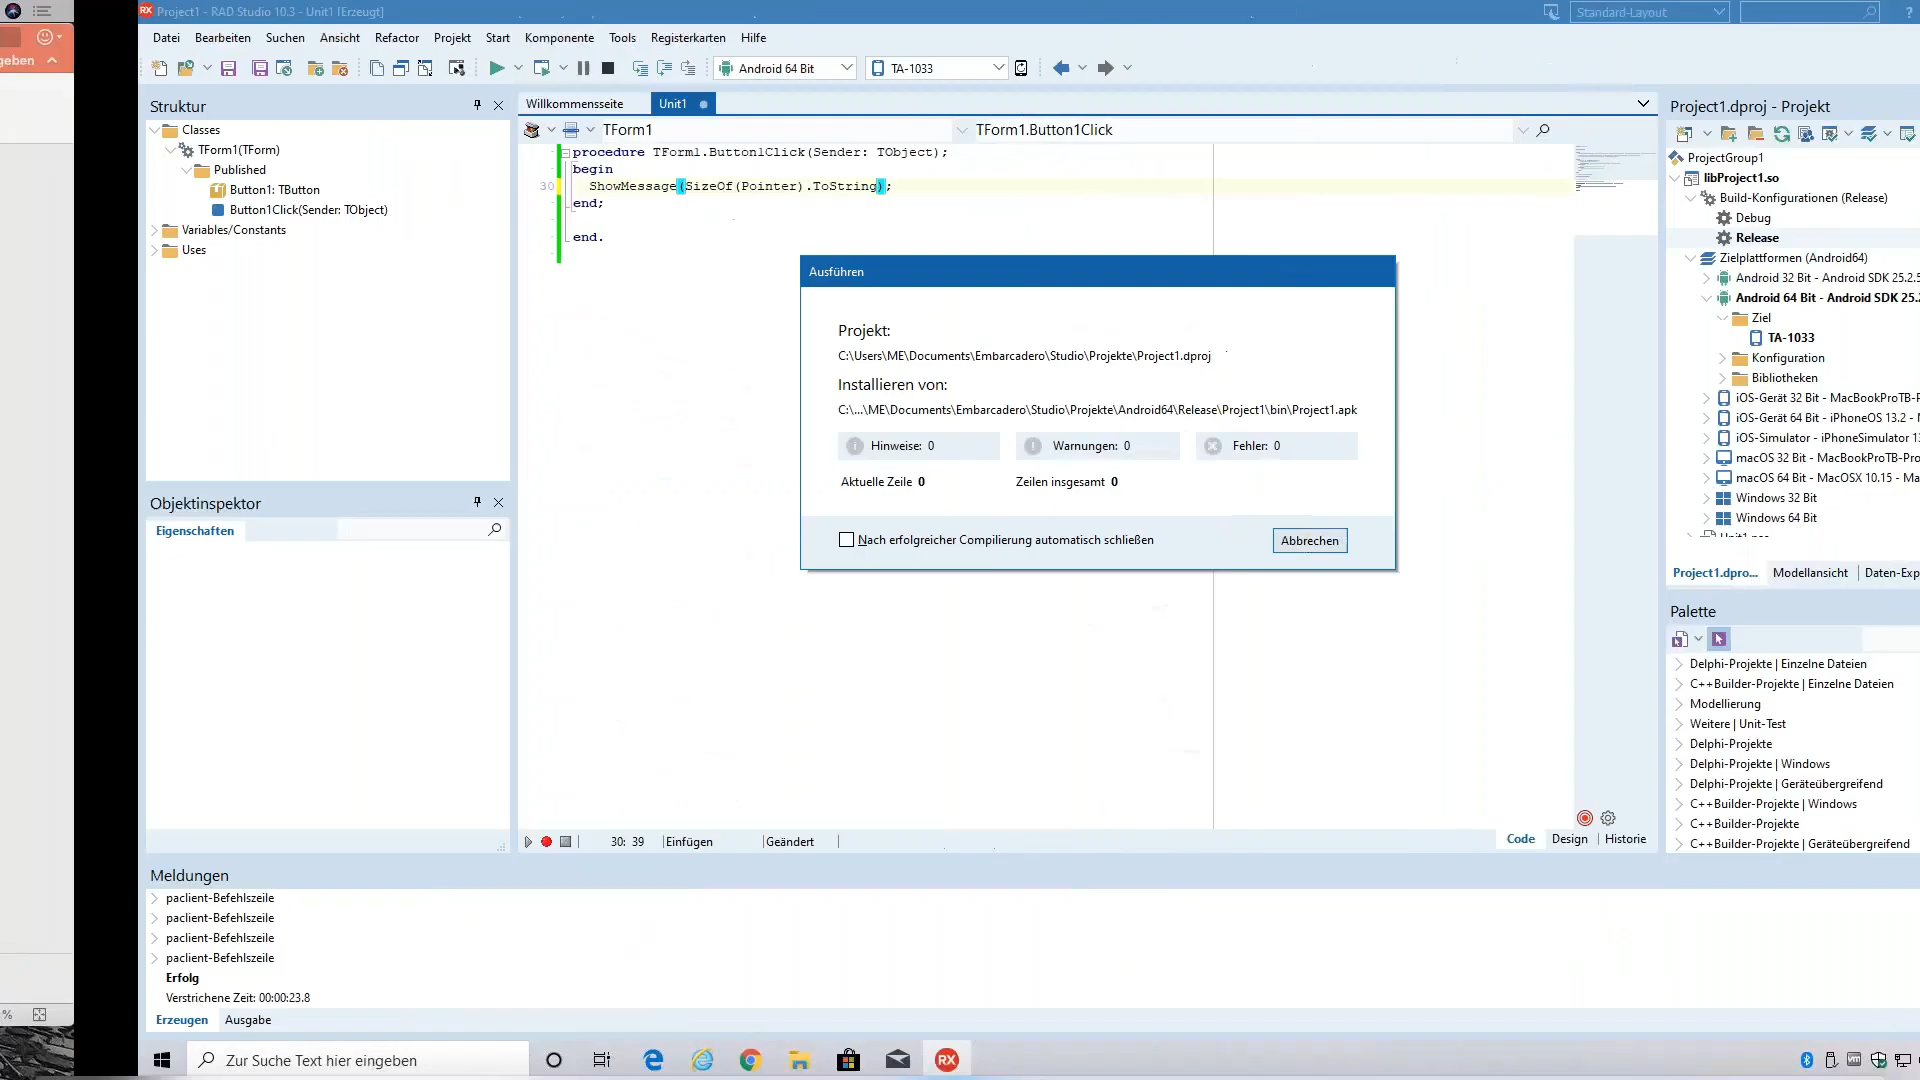 geben
%
Project1 - RAD Studio 10.3 - Unit1 [Erzeugt]
Standard-Layout
?
Datei Bearbeiten Suchen Ansicht Refactor Projekt Start Komponente Tools Registerkarten Hilfe
Android 64 Bit
TA-1033
Struktur
Classes
TForm1(TForm)
Published
Button1: TButton
Button1Click(Sender: TObject)
Variables/Constants
Uses
Objektinspektor
Eigenschaften
Willkommensseite
Unit1
TForm1
TForm1.Button1Click
procedure TForm1.Button1Click(Sender: TObject);
begin
30 ShowMessage(SizeOf(Pointer).ToString);
end;
end.
Ausführen
Projekt:
C:\Users\ME\Documents\Embarcadero\Studio\Projekte\Project1.dproj
Installieren von:
C:\...\ME\Documents\Embarcadero\Studio\Projekte\Android64\Release\Project1\bin\Project1.apk
Hinweise: 0
Warnungen: 0
Fehler: 0
Aktuelle Zeile 0
Zeilen insgesamt 0
Nach erfolgreicher Compilierung automatisch schließen
Abbrechen
30: 39
Einfügen
Geändert
Code
Design
Historie
Project1.dproj - Projekt
ProjectGroup1
libProject1.so
Build-Konfigurationen (Release)
Debug
Release
Zielplattformen (Android64)
Android 32 Bit - Android SDK 25.2.5
Android 64 Bit - Android SDK 25.
Ziel
TA-1033
Konfiguration
Bibliotheken
iOS-Gerät 32 Bit - MacBookProTB-P
iOS-Gerät 64 Bit - iPhoneOS 13.2 - M
iOS-Simulator - iPhoneSimulator 13
macOS 32 Bit - MacBookProTB-Pro
macOS 64 Bit - MacOSX 10.15 - Ma
Windows 32 Bit
Windows 64 Bit
Project1.dpro...
Modellansicht
Daten-Exp
Palette
Delphi-Projekte | Einzelne Dateien
C++Builder-Projekte | Einzelne Dateien
Modellierung
Weitere | Unit-Test
Delphi-Projekte
Delphi-Projekte | Windows
Delphi-Projekte | Geräteübergreifend
C++Builder-Projekte | Windows
C++Builder-Projekte
C++Builder-Projekte | Geräteübergreifend
Meldungen
paclient-Befehlszeile
paclient-Befehlszeile
paclient-Befehlszeile
paclient-Befehlszeile
Erfolg
Verstrichene Zeit: 00:00:23.8
Erzeugen
Ausgabe
Zur Suche Text hier eingeben
RX